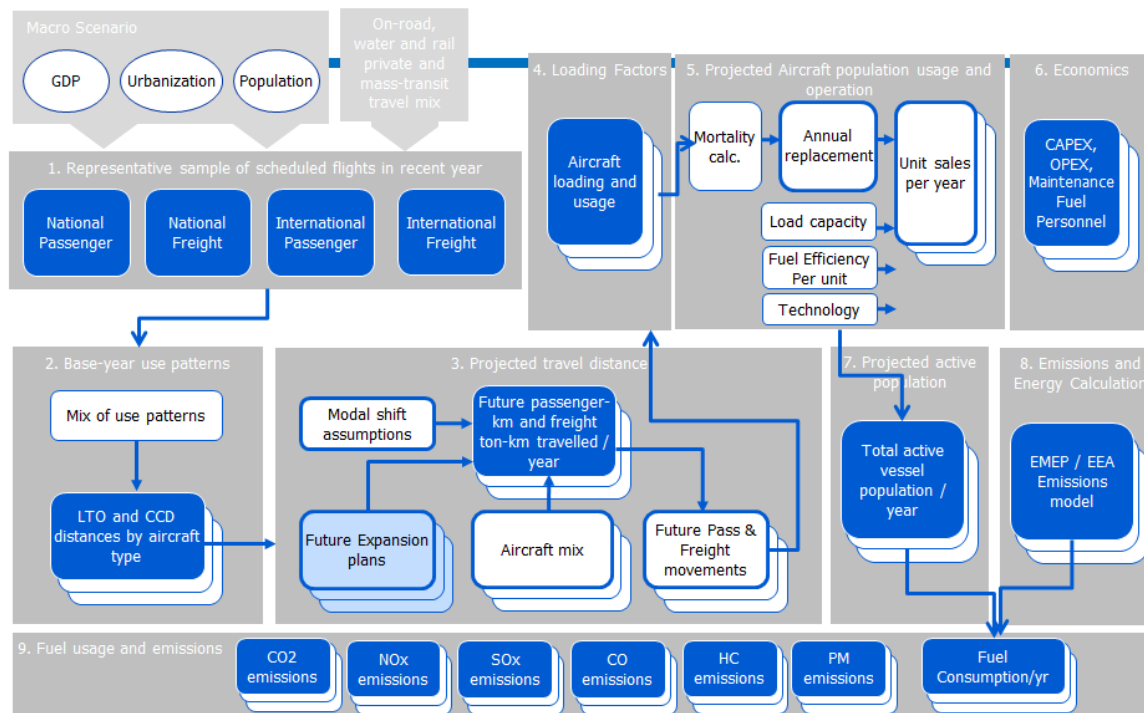 Macro Scenario
GDP
Urbanization
Population
On-road,
water and rail
private and
mass-transit
travel mix
1. Representative sample of scheduled flights in recent year
National
Passenger
National
Freight
International
Passenger
International
Freight
4. Loading Factors
Aircraft
loading and
usage
5. Projected Aircraft population usage and
operation
Mortality
calc.
Annual
replacement
Unit sales
per year
Load capacity
Fuel Efficiency
Per unit
Technology
6. Economics
CAPEX,
OPEX,
Maintenance
Fuel
Personnel
2. Base-year use patterns
Mix of use patterns
LTO and CCD
distances by aircraft
type
3. Projected travel distance
Modal shift
assumptions
Future passenger-
km and freight
ton-km travelled /
year
Future Expansion
plans
Aircraft mix
Future Pass &
Freight
movements
7. Projected active
population
Total active
vessel
population /
year
8. Emissions and
Energy Calculation
EMEP / EEA
Emissions
model
9. Fuel usage and emissions
CO2
emissions
NOx
emissions
SOx
emissions
CO
emissions
HC
emissions
PM
emissions
Fuel
Consumption/yr